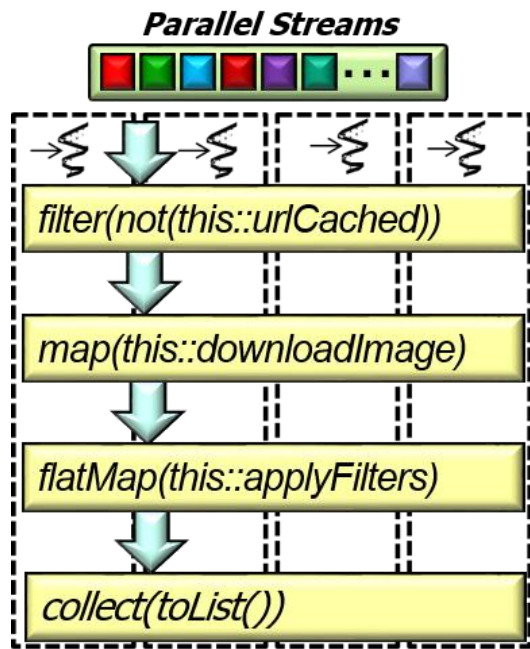 Parallel Streams
filter(not(this::urlCached))
map(this::downloadImage)
flatMap(this::applyFilters)
collect(toList())